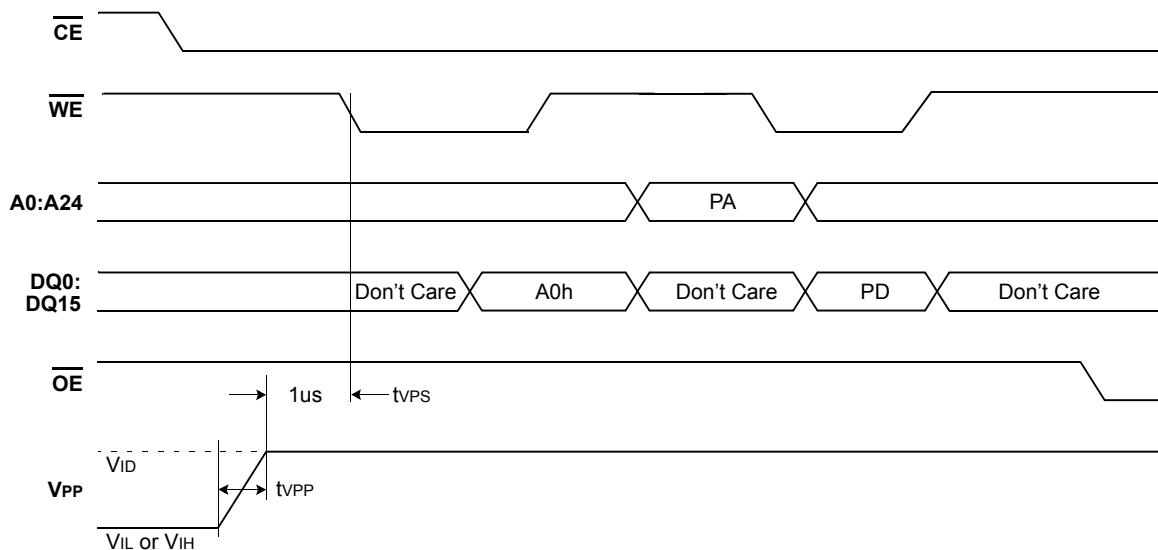 CE
WE
A0:A24
PA
DQ0:
DQ15
Don't Care
A0h
Don't Care
PD
Don't Care
OE
1us
tVPS
VID
VPP
tVPP
VIL or VIH